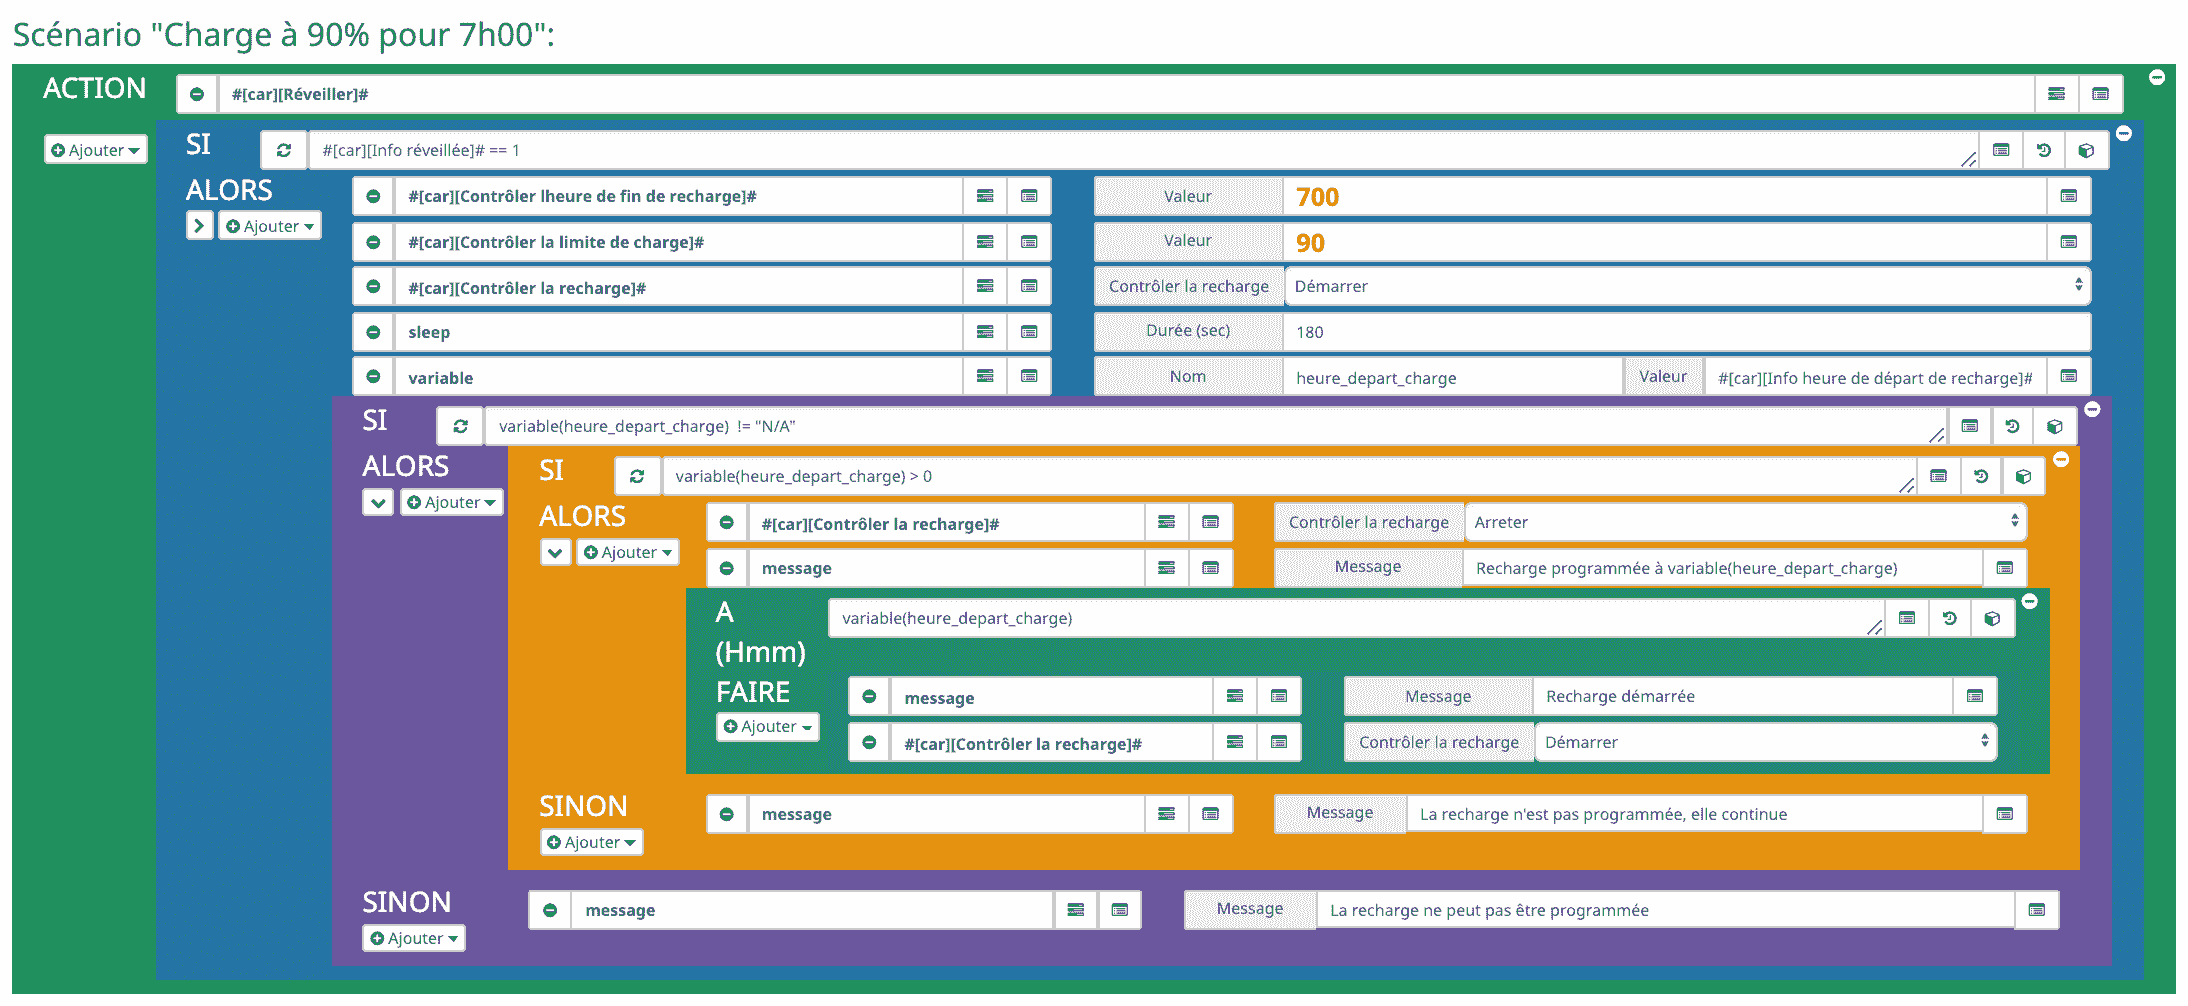 Scénario "Charge à 90% pour 7h00":
ACTION #[car][Réveiller]#
Ajouter
SI #[car][Info réveillée]# == 1
ALORS
Ajouter
#[car][Contrôler lheure de fin de recharge]# Valeur 700
#[car][Contrôler la limite de charge]# Valeur 90
#[car][Contrôler la recharge]# Contrôler la recharge Démarrer
sleep Durée (sec) 180
variable Nom heure_depart_charge Valeur #[car][Info heure de départ de recharge]#
SI variable(heure_depart_charge) != "N/A"
ALORS
Ajouter
SI variable(heure_depart_charge) > 0
ALORS
Ajouter
#[car][Contrôler la recharge]# Contrôler la recharge Arreter
message Message Recharge programmée à variable(heure_depart_charge)
A variable(heure_depart_charge)
(Hmm)
FAIRE
Ajouter
message Message Recharge démarrée
#[car][Contrôler la recharge]# Contrôler la recharge Démarrer
SINON
Ajouter
message Message La recharge n'est pas programmée, elle continue
SINON
Ajouter
message Message La recharge ne peut pas être programmée